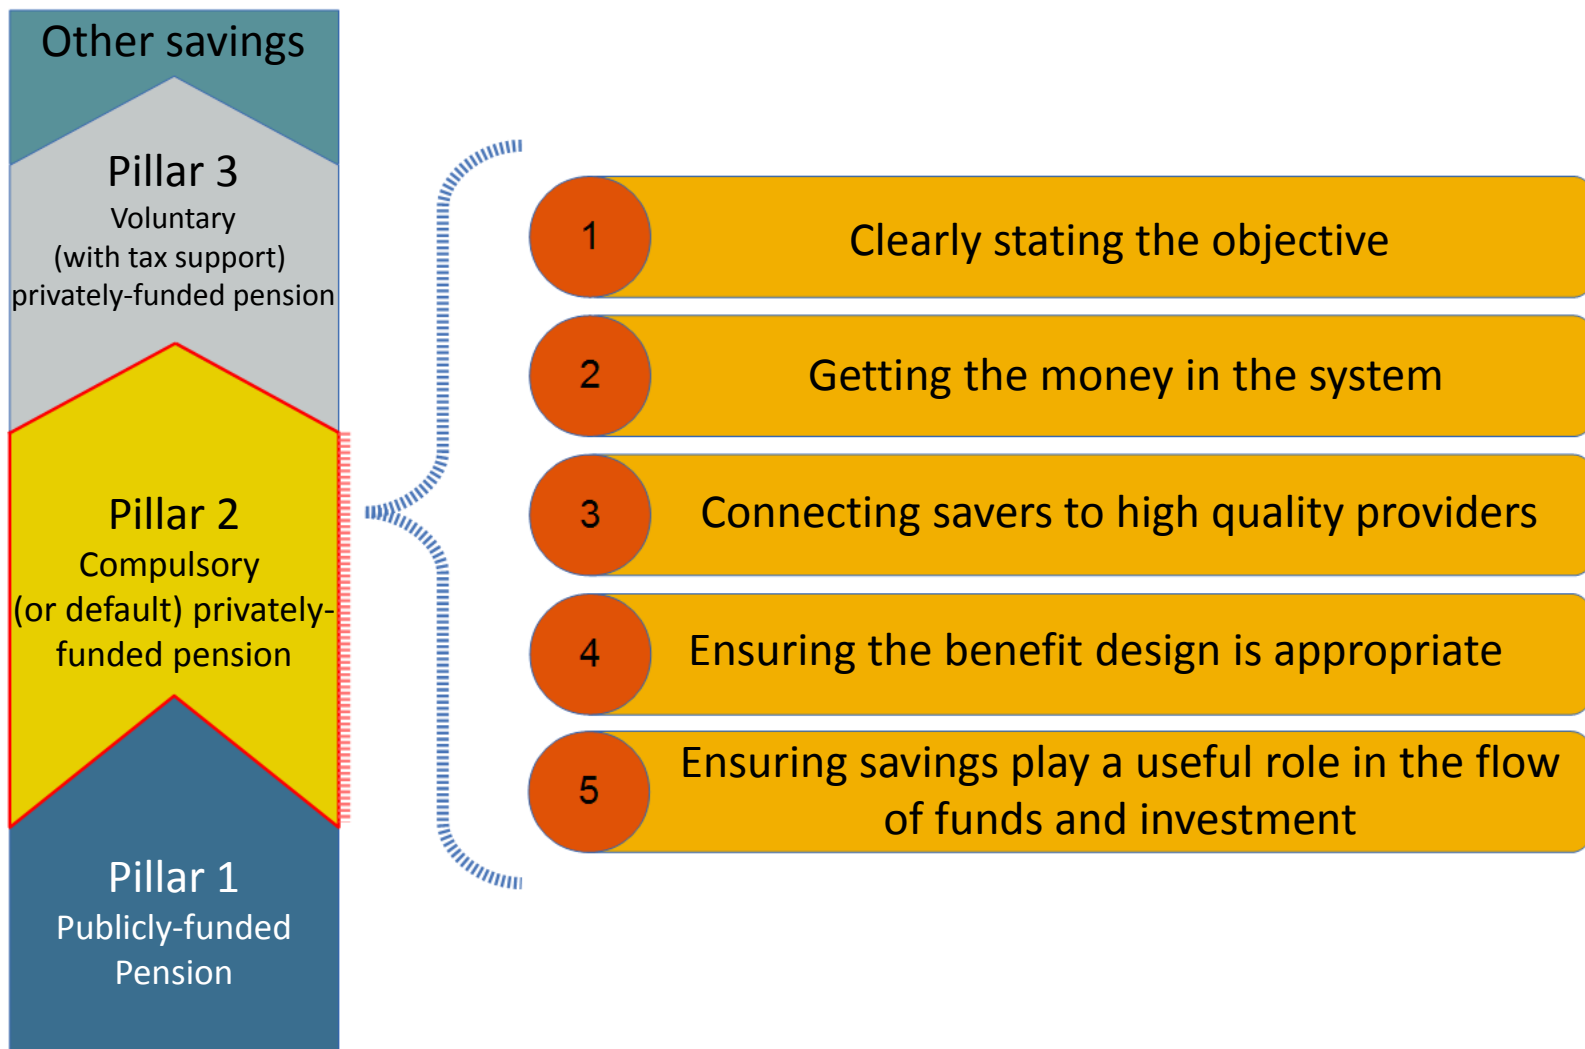 Other savings
Pillar 3
Voluntary
(with tax support)
privately-funded pension
Pillar 2
Compulsory
(or default) privately-
funded pension
Pillar 1
Publicly-funded
Pension
1
Clearly stating the objective
2
Getting the money in the system
3
Connecting savers to high quality providers
4
Ensuring the benefit design is appropriate
5
Ensuring savings play a useful role in the flow
of funds and investment